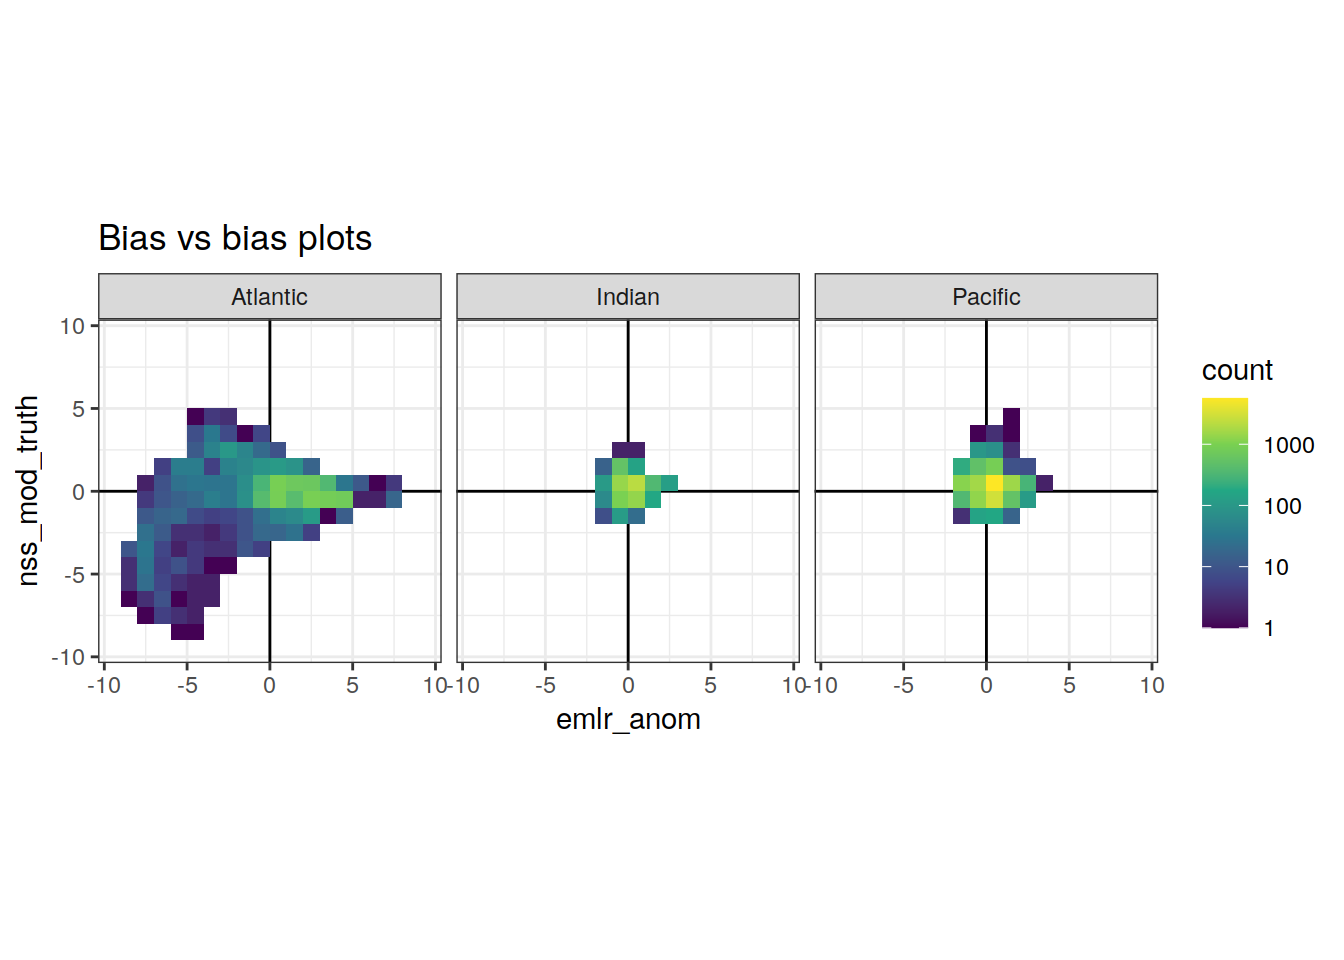 Bias vs bias plots
Atlantic Indian Pacific
10
5
0
-5
-10
nss_mod_truth
-10 -5 0 5 10 -10 -5 0 5 10 -10 -5 0 5 10
emlr_anom
count
1000
100
10
1